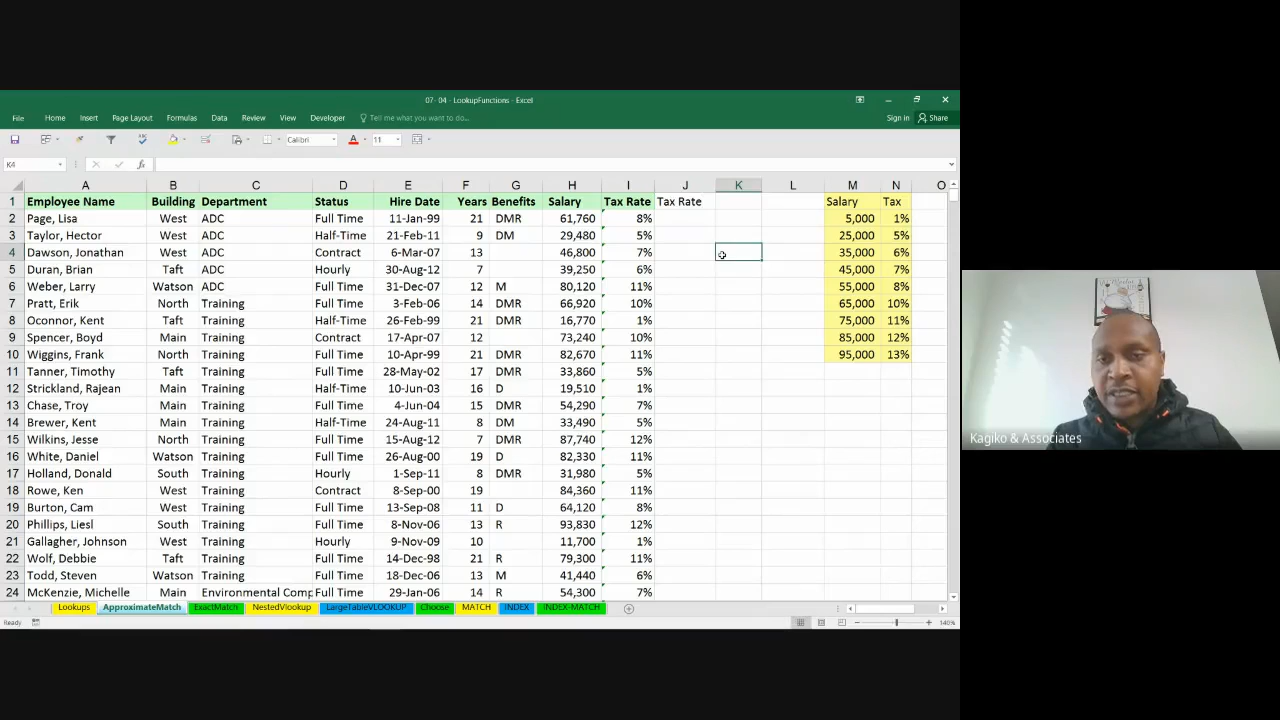 07- 04 - LookupFunctions - Excel
File Home Insert Page Layout Formulas Data Review View Developer Tell me what you want to do... Sign in Share
Calibri 11
K4
A B C D E F G H I J K L M N O
1 Employee Name Building Department Status Hire Date Years Benefits Salary Tax Rate Tax Rate Salary Tax
2 Page, Lisa West ADC Full Time 11-Jan-99 21 DMR 61,760 8% 5,000 1%
3 Taylor, Hector West ADC Half-Time 21-Feb-11 9 DM 29,480 5% 25,000 5%
4 Dawson, Jonathan West ADC Contract 6-Mar-07 13 46,800 7% 35,000 6%
5 Duran, Brian Taft ADC Hourly 30-Aug-12 7 39,250 6% 45,000 7%
6 Weber, Larry Watson ADC Full Time 31-Dec-07 12 M 80,120 11% 55,000 8%
7 Pratt, Erik North Training Full Time 3-Feb-06 14 DMR 66,920 10% 65,000 10%
8 Oconnor, Kent Taft Training Half-Time 26-Feb-99 21 DMR 16,770 1% 75,000 11%
9 Spencer, Boyd Main Training Contract 17-Apr-07 12 73,240 10% 85,000 12%
10 Wiggins, Frank North Training Full Time 10-Apr-99 21 DMR 82,670 11% 95,000 13%
11 Tanner, Timothy Taft Training Full Time 28-May-02 17 DMR 33,860 5%
12 Strickland, Rajean Main Training Half-Time 10-Jun-03 16 D 19,510 1%
13 Chase, Troy Main Training Full Time 4-Jun-04 15 DMR 54,290 7%
14 Brewer, Kent Main Training Half-Time 24-Aug-11 8 DM 33,490 5%
15 Wilkins, Jesse North Training Full Time 15-Aug-12 7 DMR 87,740 12%
16 White, Daniel Watson Training Full Time 26-Aug-00 19 D 82,330 11%
17 Holland, Donald South Training Hourly 1-Sep-11 8 DMR 31,980 5%
18 Rowe, Ken West Training Contract 8-Sep-00 19 84,360 11%
19 Burton, Cam West Training Full Time 13-Sep-08 11 D 64,120 8%
20 Phillips, Liesl South Training Full Time 8-Nov-06 13 R 93,830 12%
21 Gallagher, Johnson West Training Hourly 9-Nov-09 10 11,700 1%
22 Wolf, Debbie Taft Training Full Time 14-Dec-98 21 R 79,300 11%
23 Todd, Steven Watson Training Full Time 18-Dec-06 13 M 41,440 6%
24 McKenzie, Michelle Main Environmental Comp Full Time 29-Jan-06 14 R 54,300 7%
Lookups ApproximateMatch ExactMatch NestedVlookup LargeTableVLOOKUP Choose MATCH INDEX INDEX-MATCH
Ready 140%
Kagiko & Associates